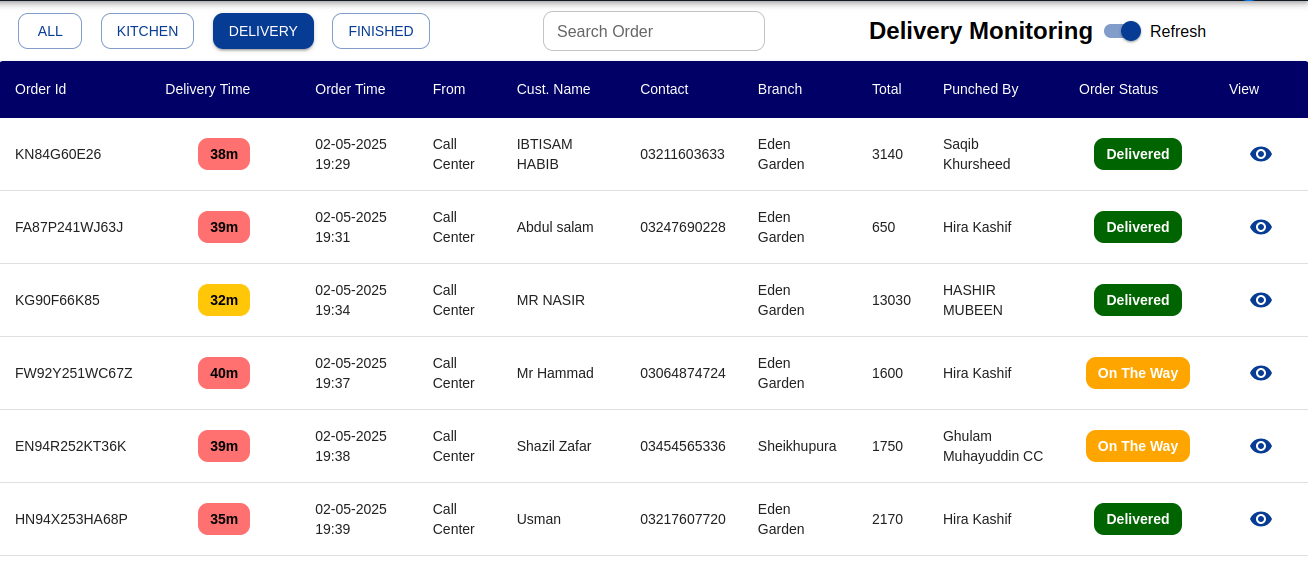 ALL KITCHEN DELIVERY FINISHED Search Order Delivery Monitoring Refresh
Order Id Delivery Time Order Time From Cust. Name Contact Branch Total Punched By Order Status View
KN84G60E26 38m 02-05-2025 19:29 Call Center IBTISAM HABIB 03211603633 Eden Garden 3140 Saqib Khursheed Delivered
FA87P241WJ63J 39m 02-05-2025 19:31 Call Center Abdul salam 03247690228 Eden Garden 650 Hira Kashif Delivered
KG90F66K85 32m 02-05-2025 19:34 Call Center MR NASIR Eden Garden 13030 HASHIR MUBEEN Delivered
FW92Y251WC67Z 40m 02-05-2025 19:37 Call Center Mr Hammad 03064874724 Eden Garden 1600 Hira Kashif On The Way
EN94R252KT36K 39m 02-05-2025 19:38 Call Center Shazil Zafar 03454565336 Sheikhupura 1750 Ghulam Muhayuddin CC On The Way
HN94X253HA68P 35m 02-05-2025 19:39 Call Center Usman 03217607720 Eden Garden 2170 Hira Kashif Delivered